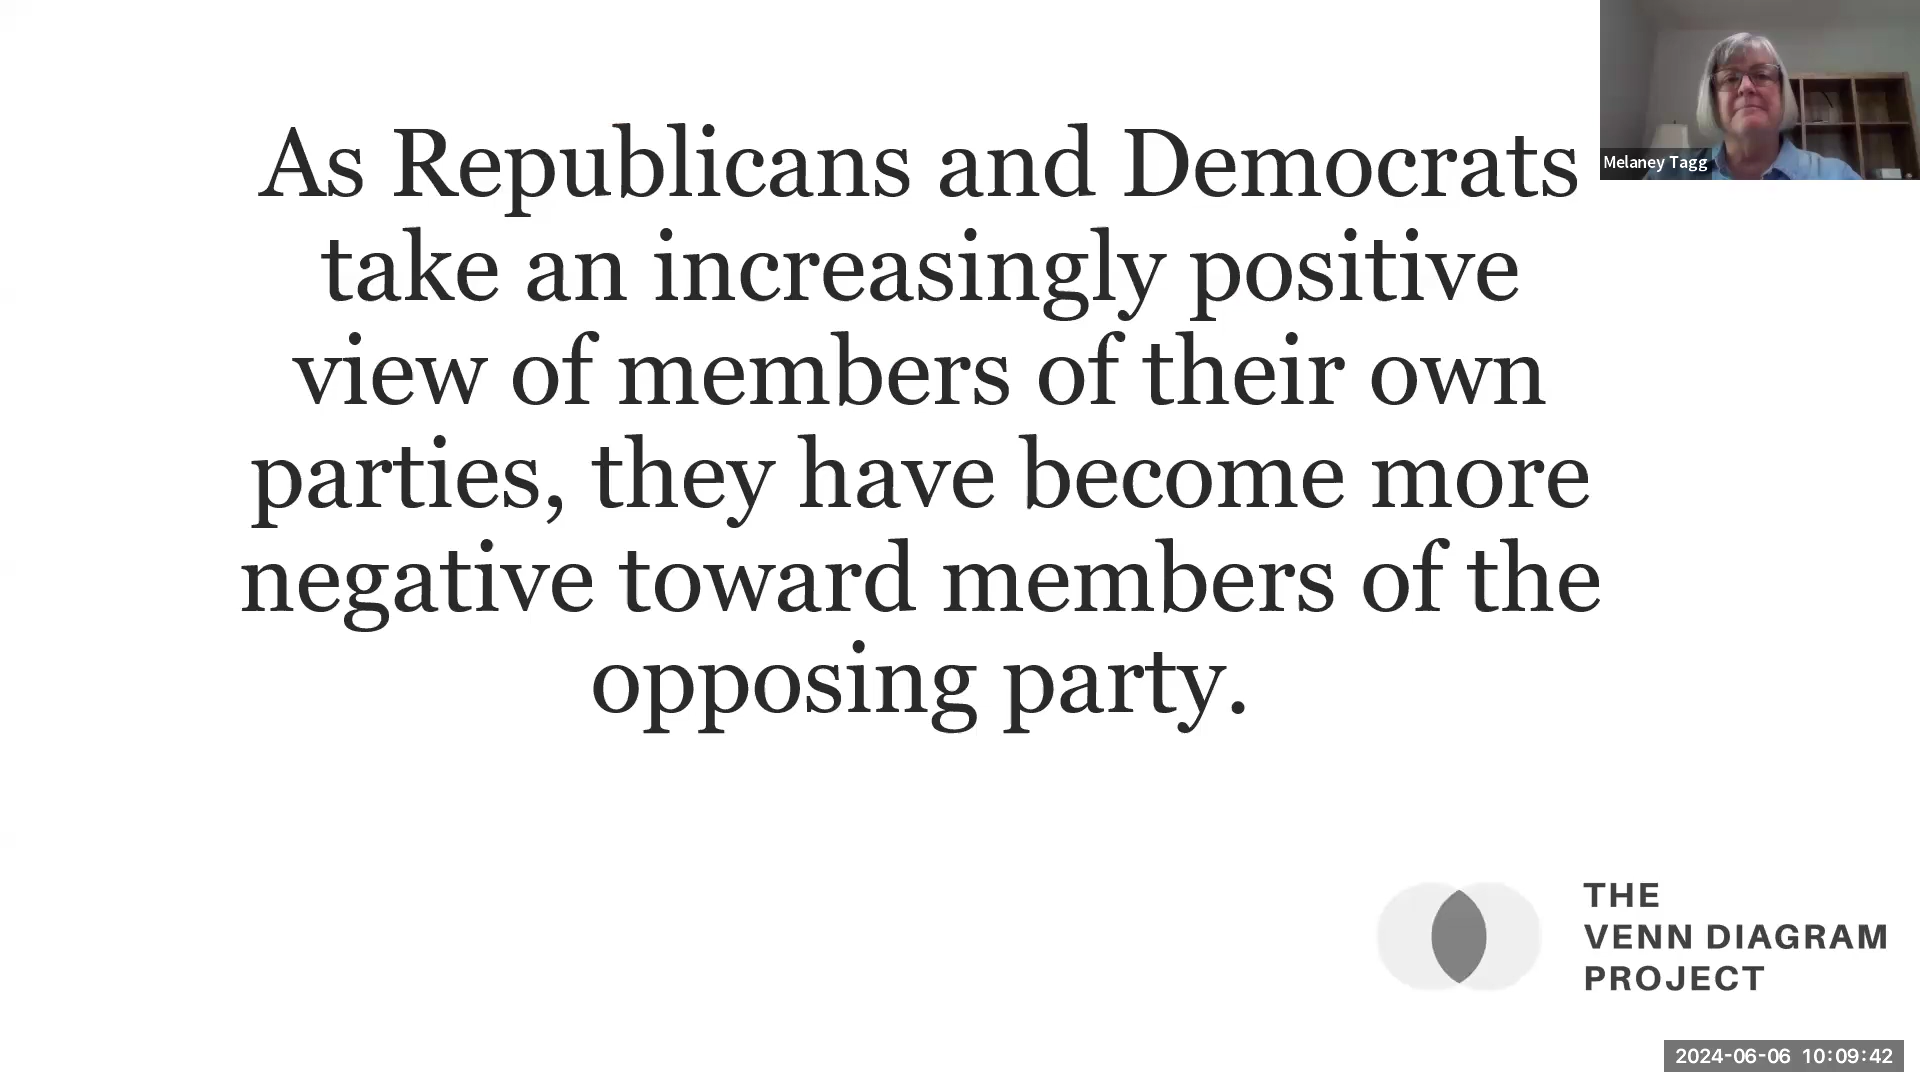 As Republicans and Democrats
take an increasingly positive
view of members of their own
parties, they have become more
negative toward members of the
opposing party.
Melaney Tagg
THE
VENN DIAGRAM
PROJECT
2024-06-06 10:09:42